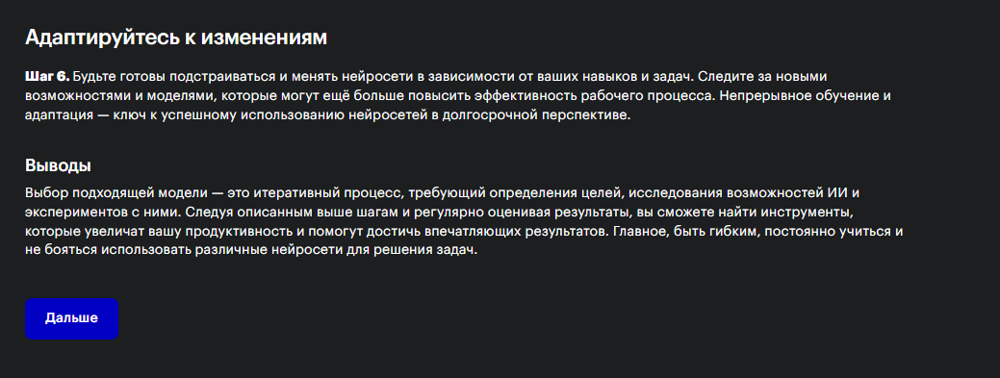 Адаптируйтесь к изменениям
Шаг 6. Будьте готовы подстраиваться и менять нейросети в зависимости от ваших навыков и задач. Следите за новыми
возможностями и моделями, которые могут ещё больше повысить эффективность рабочего процесса. Непрерывное обучение и
адаптация — ключ к успешному использованию нейросетей в долгосрочной перспективе.
Выводы
Выбор подходящей модели — это итеративный процесс, требующий определения целей, исследования возможностей ИИ и
экспериментов с ними. Следуя описанным выше шагам и регулярно оценивая результаты, вы сможете найти инструменты,
которые увеличат вашу продуктивность и помогут достичь впечатляющих результатов. Главное, быть гибким, постоянно учиться и
не бояться использовать различные нейросети для решения задач.
Дальше